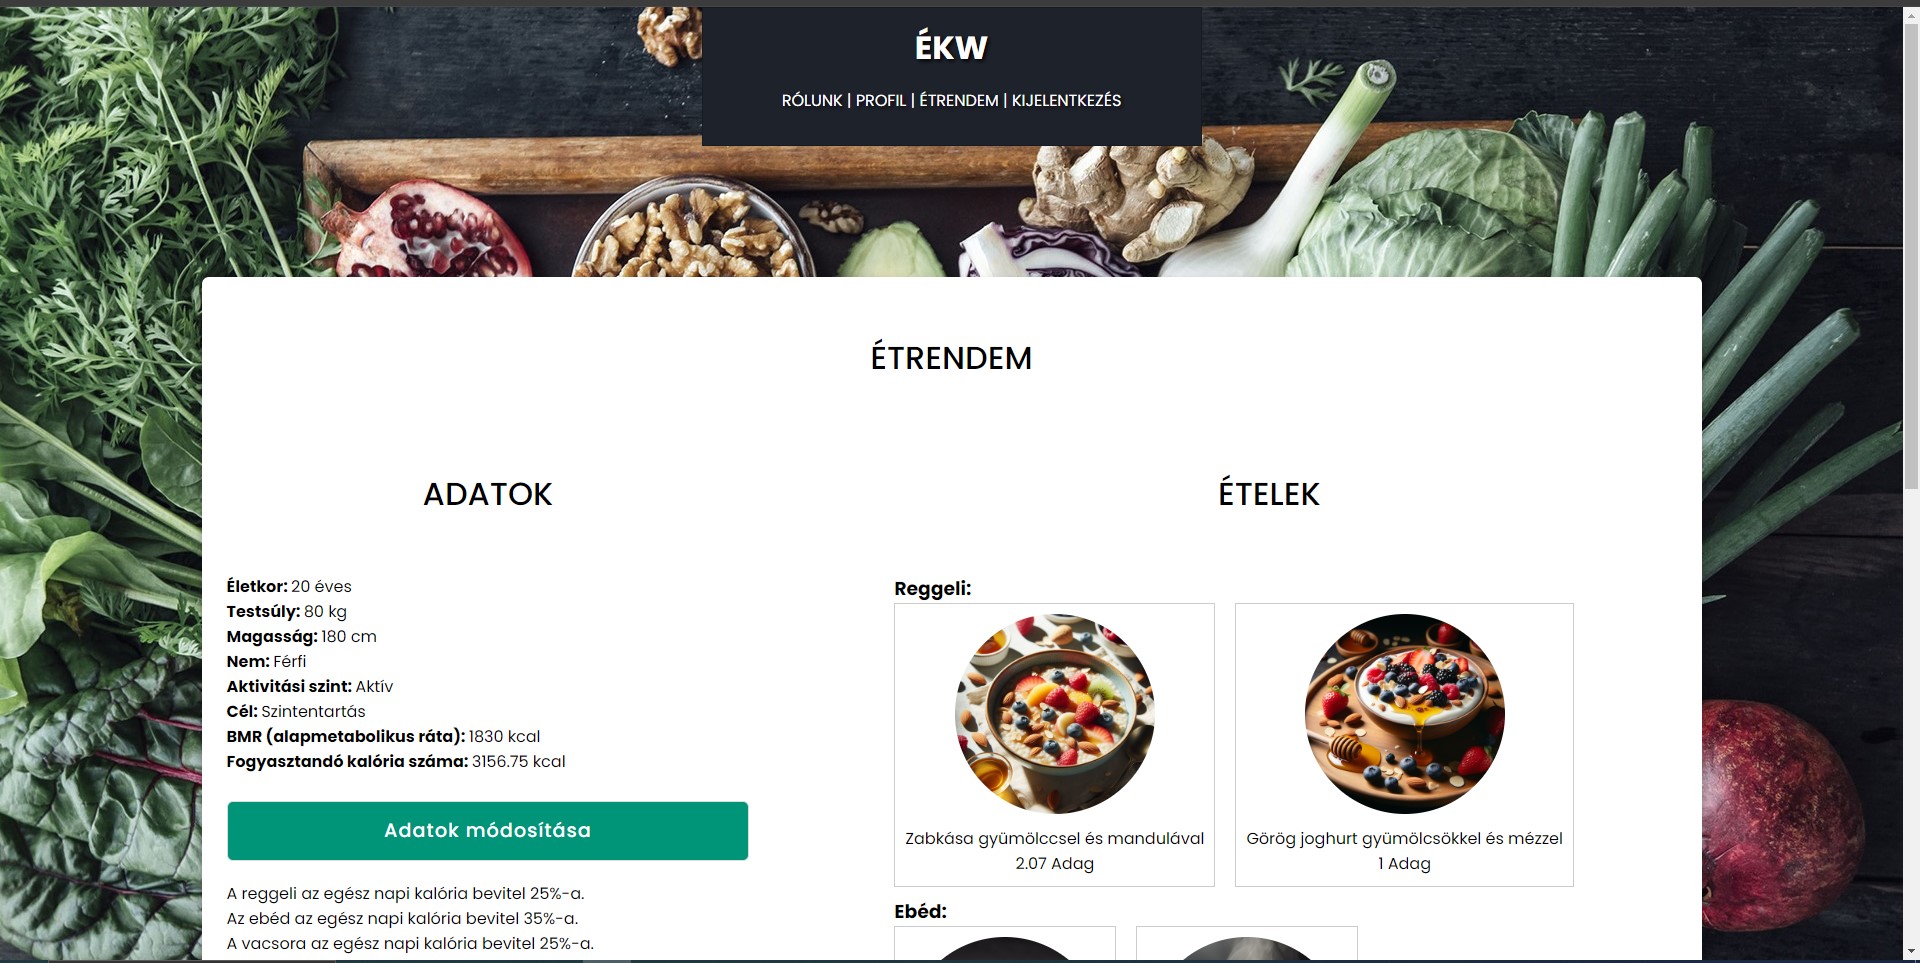 ÉKW
RÓLUNK | PROFIL | ÉTRENDEM | KIJELENTKEZÉS
ÉTRENDEM
ADATOK
Életkor: 20 éves
Testsúly: 80 kg
Magasság: 180 cm
Nem: Férfi
Aktivitási szint: Aktív
Cél: Szintentartás
BMR (alapmetabolikus ráta): 1830 kcal
Fogyasztandó kalória száma: 3156.75 kcal
Adatok módosítása
A reggeli az egész napi kalória bevitel 25%-a.
Az ebéd az egész napi kalória bevitel 35%-a.
A vacsora az egész napi kalória bevitel 25%-a.
ÉTELEK
Reggeli:
Zabkása gyümölccsel és mandulával
2.07 Adag
Görög joghurt gyümölcsökkel és mézzel
1 Adag
Ebéd: